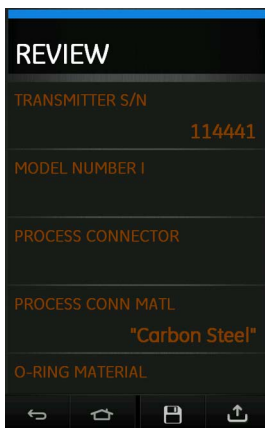 REVIEW
TRANSMITTER S/N
114441
MODEL NUMBER I
PROCESS CONNECTOR
PROCESS CONN MATL
"Carbon Steel"
O-RING MATERIAL